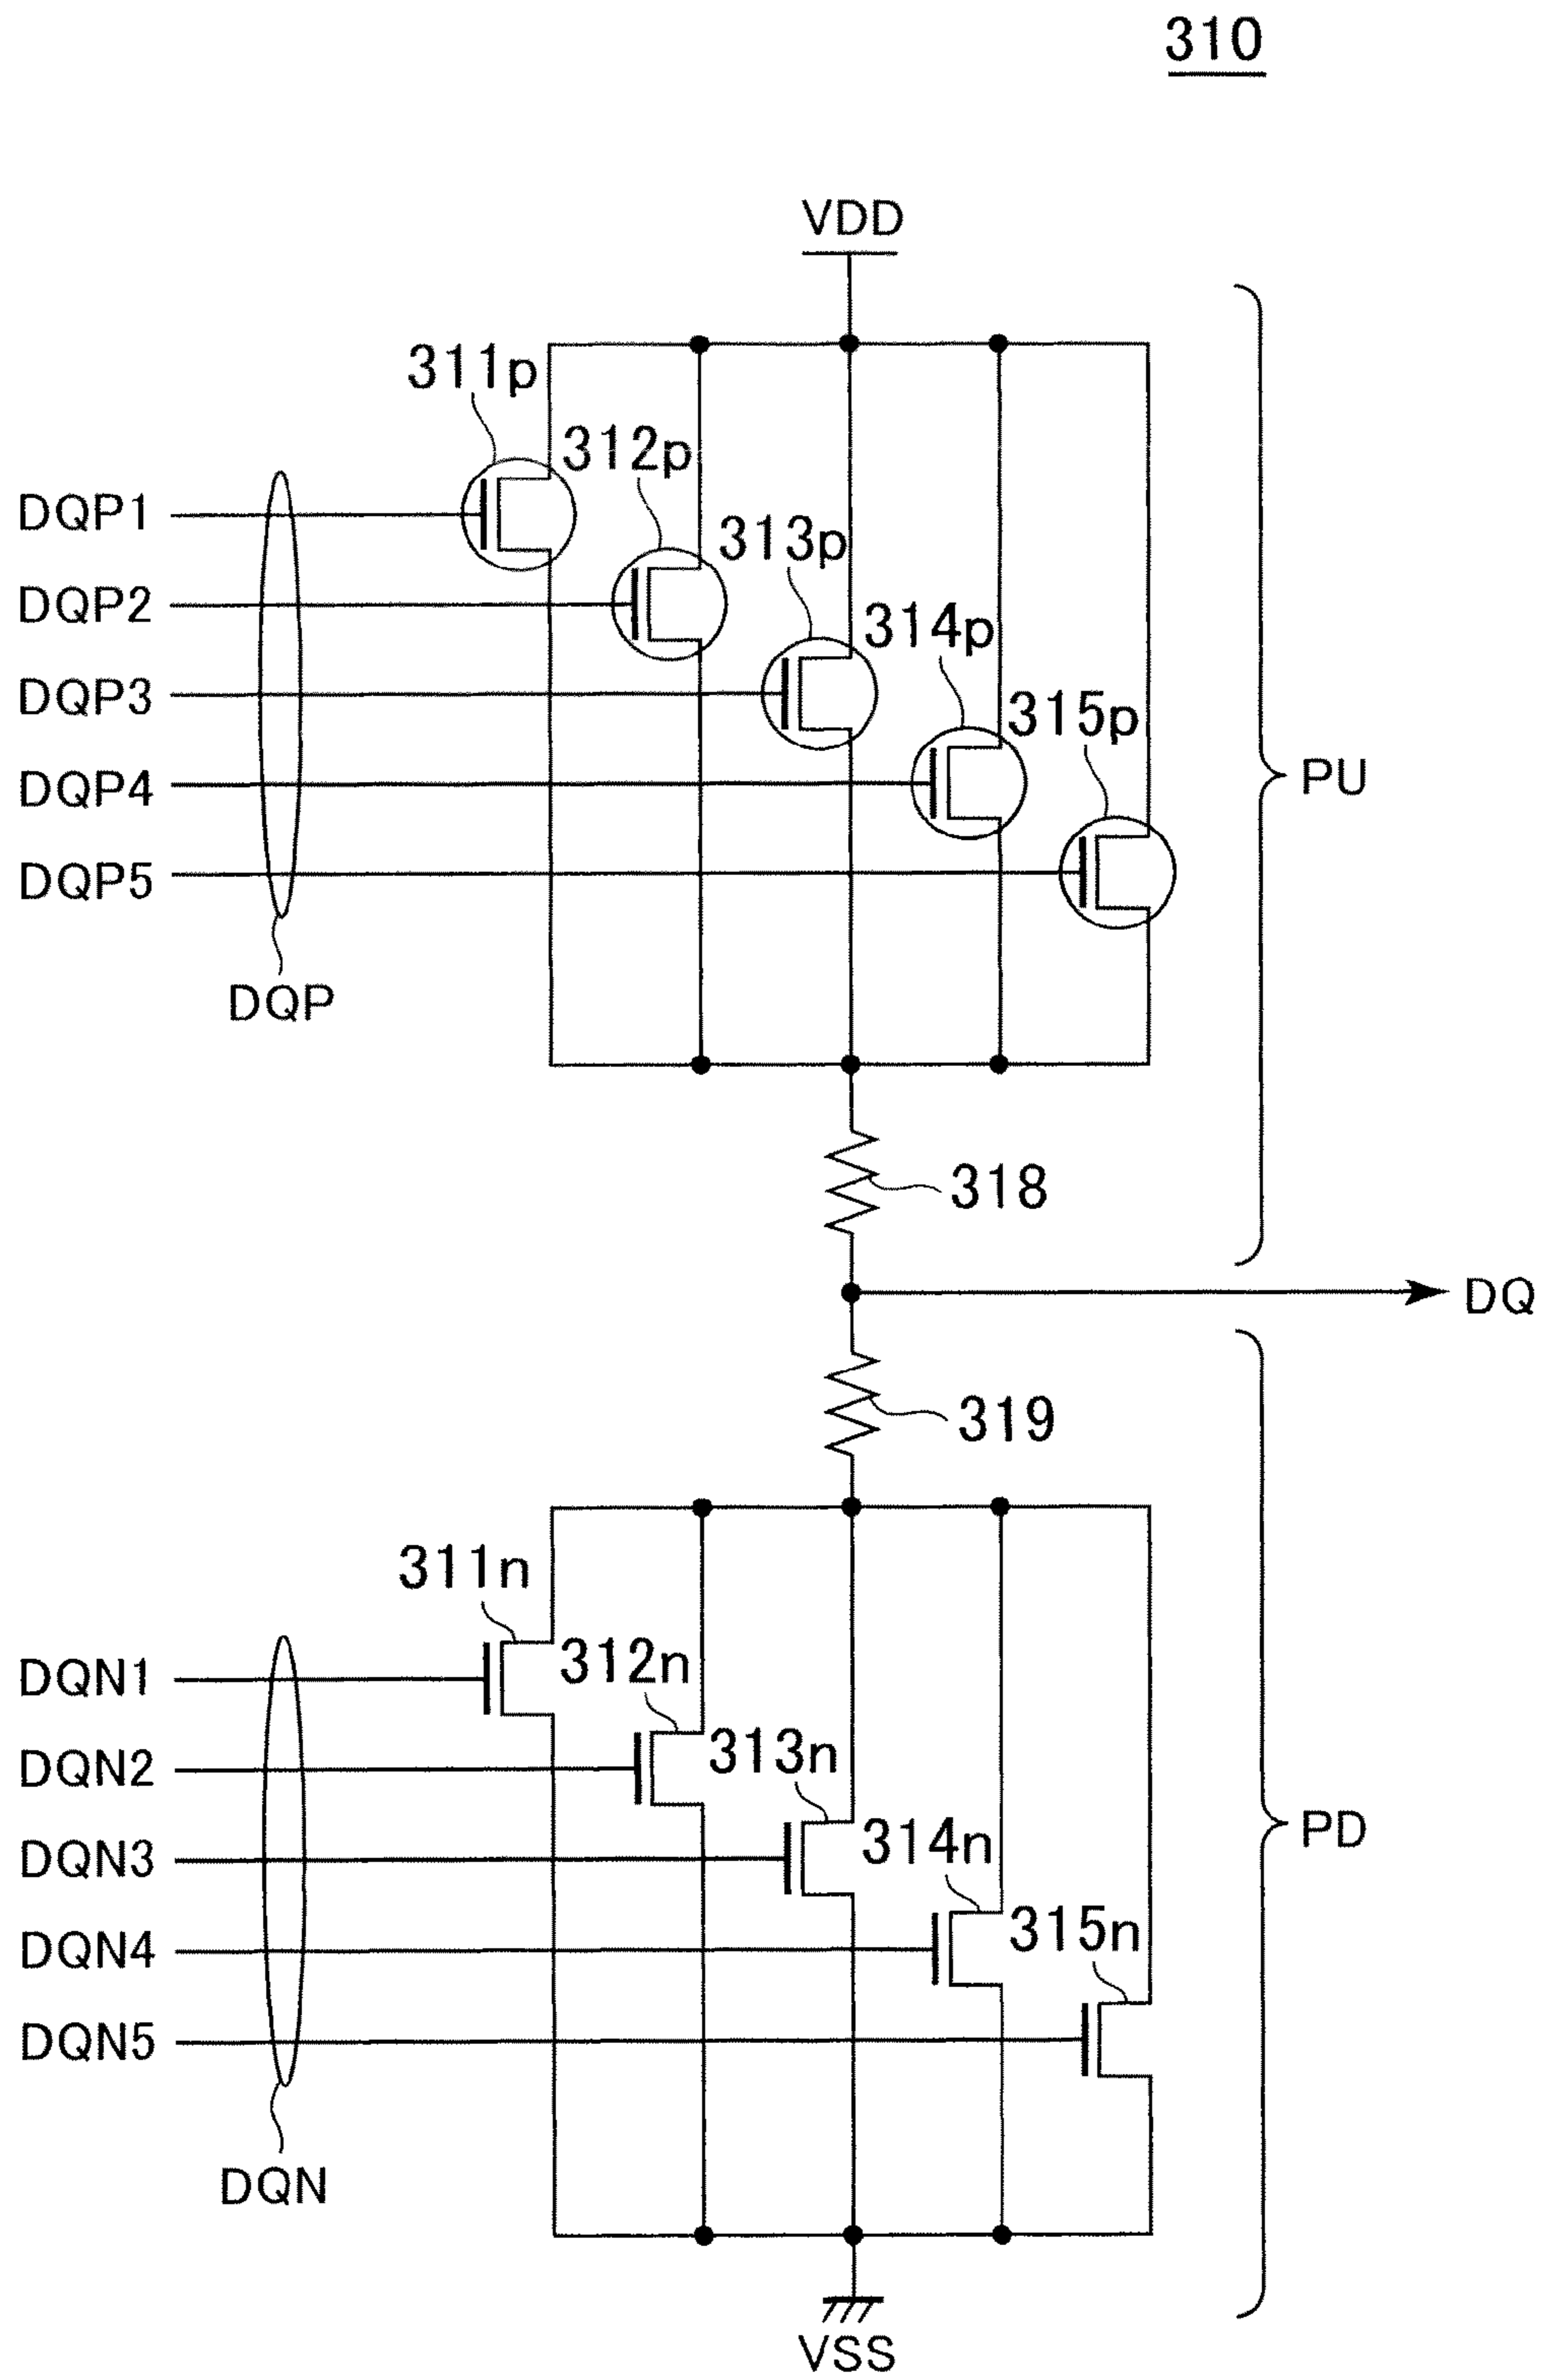 310
VDD
311p
312p
DQP1
313p
DQP2
314p
DQP3
315p
DQP4
PU
DQP5
DQP
318
DQ
319
311n
312n
DQN1
313n
DQN2
314n
PD
DQN3
315n
DQN4
DQN5
DQN
VSS